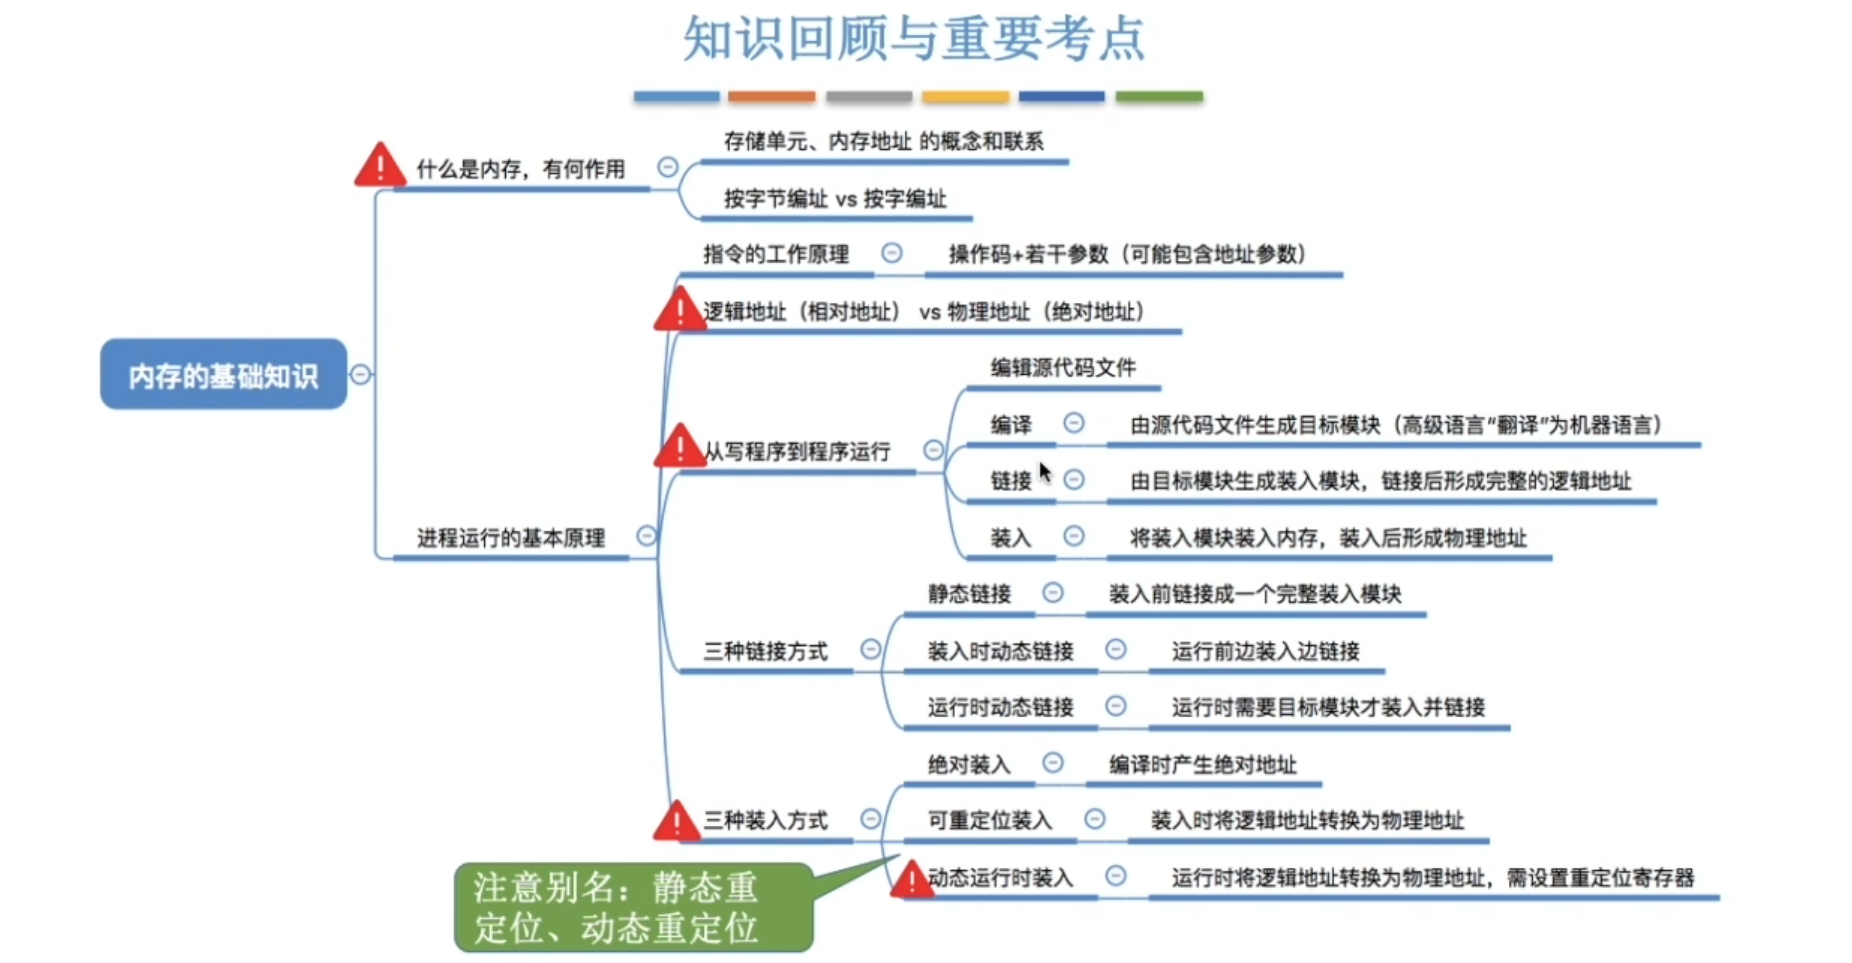 知识回顾与重要考点
什么是内存，有何作用
存储单元、内存地址 的概念和联系
按字节编址 vs 按字编址
内存的基础知识
进程运行的基本原理
指令的工作原理
操作码+若干参数（可能包含地址参数）
逻辑地址（相对地址） vs 物理地址（绝对地址）
从写程序到程序运行
编辑源代码文件
编译
由源代码文件生成目标模块（高级语言“翻译”为机器语言）
链接
由目标模块生成装入模块，链接后形成完整的逻辑地址
装入
将装入模块装入内存，装入后形成物理地址
三种链接方式
静态链接
装入前链接成一个完整装入模块
装入时动态链接
运行前边装入边链接
运行时动态链接
运行时需要目标模块才装入并链接
三种装入方式
绝对装入
编译时产生绝对地址
可重定位装入
装入时将逻辑地址转换为物理地址
动态运行时装入
运行时将逻辑地址转换为物理地址，需设置重定位寄存器
注意别名：静态重
定位、动态重定位